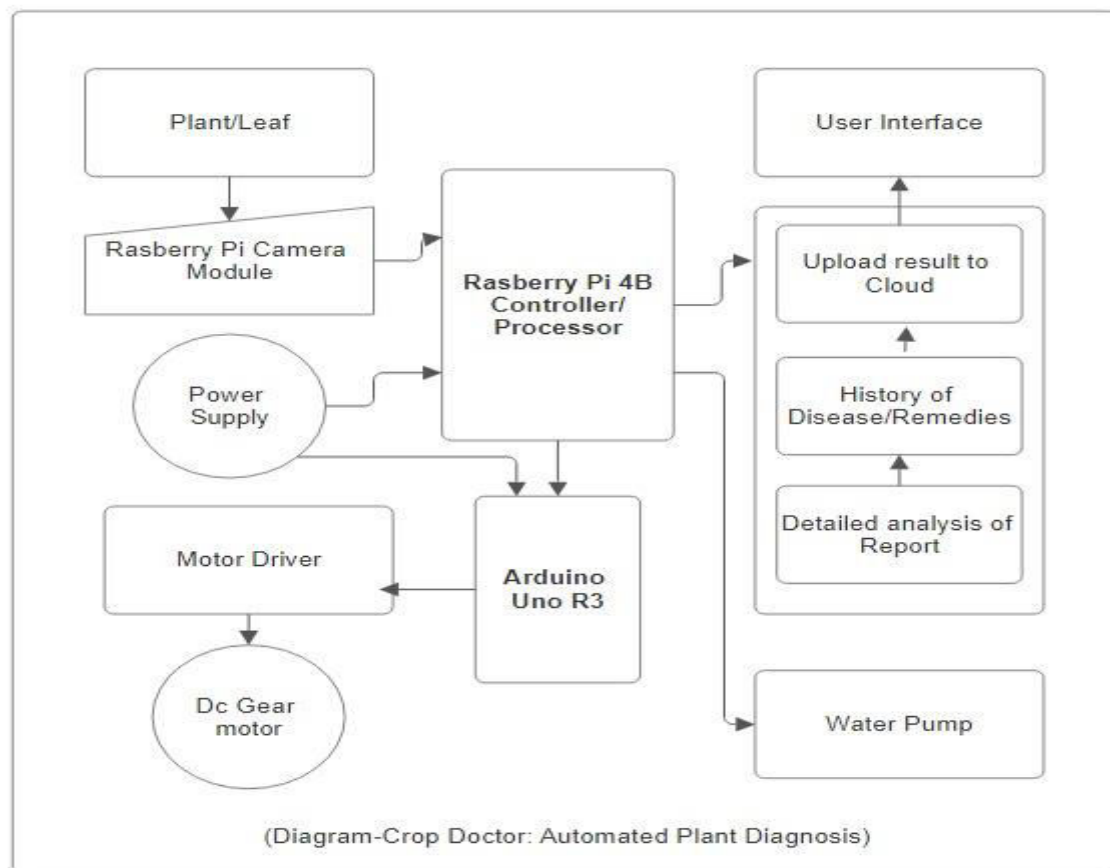 Plant/Leaf
User Interface
Rasberry Pi Camera
Module
Rasberry Pi 4B
Controller/
Processor
Upload result to
Cloud
Power
Supply
History of
Disease/Remedies
Detailed analysis of
Report
Motor Driver
Arduino
Uno R3
Dc Gear
motor
Water Pump
(Diagram-Crop Doctor: Automated Plant Diagnosis)